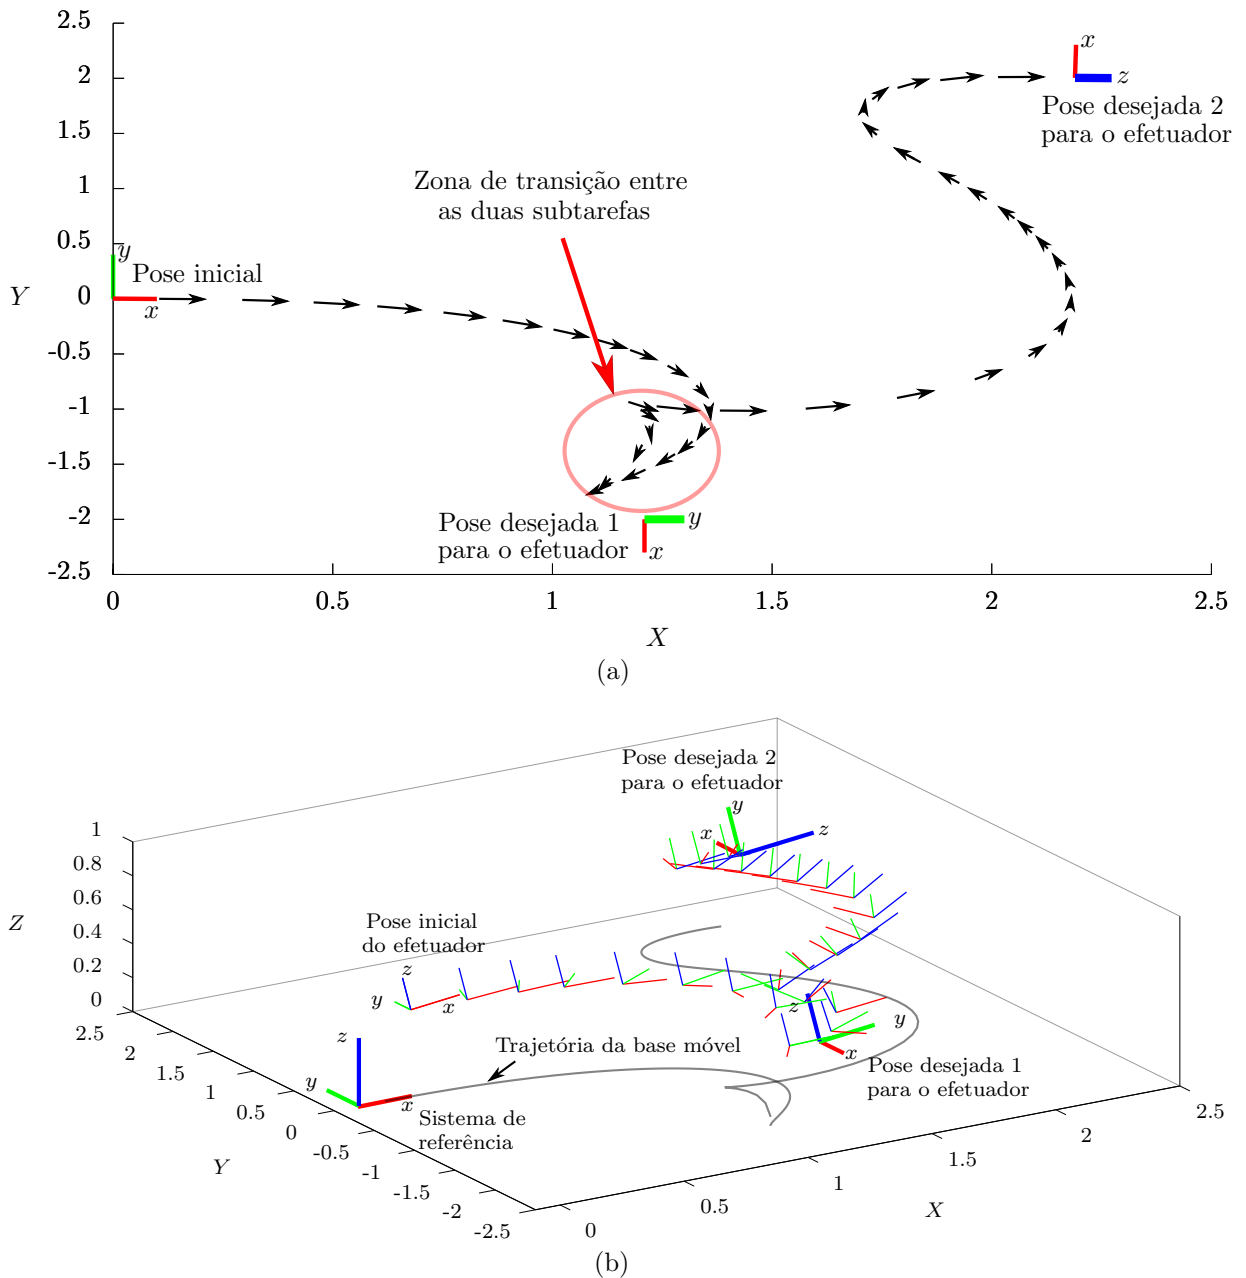 2.5
2
1.5
1
0.5
0
-0.5
-1
-1.5
-2
-2.5
Y
0
0.5
1
1.5
2
2.5
X
y
Pose inicial
x
Zona de transição entre
as duas subtarefas
x
z
Pose desejada 2
para o efetuador
Pose desejada 1
para o efetuador
y
x
(a)
Pose desejada 2
para o efetuador
y
x
z
1
0.8
0.6
0.4
0.2
0
Z
Pose inicial
do efetuador
z
y
x
z
y
x
Pose desejada 1
para o efetuador
Trajetória da base móvel
z
y
x
Sistema de
referência
2.5
2
1.5
1
0.5
0
-0.5
-1
-1.5
-2
-2.5
Y
0
0.5
1
1.5
2
2.5
X
(b)